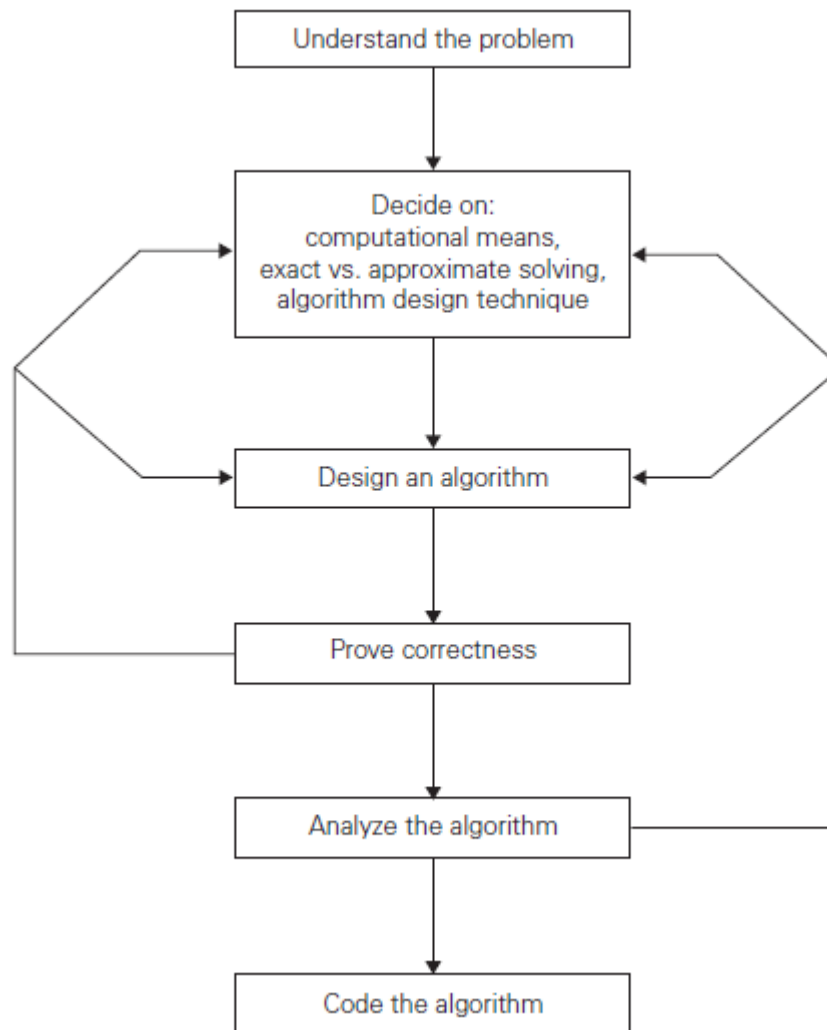 Understand the problem
Decide on:
computational means,
exact vs. approximate solving,
algorithm design technique
Design an algorithm
Prove correctness
Analyze the algorithm
Code the algorithm